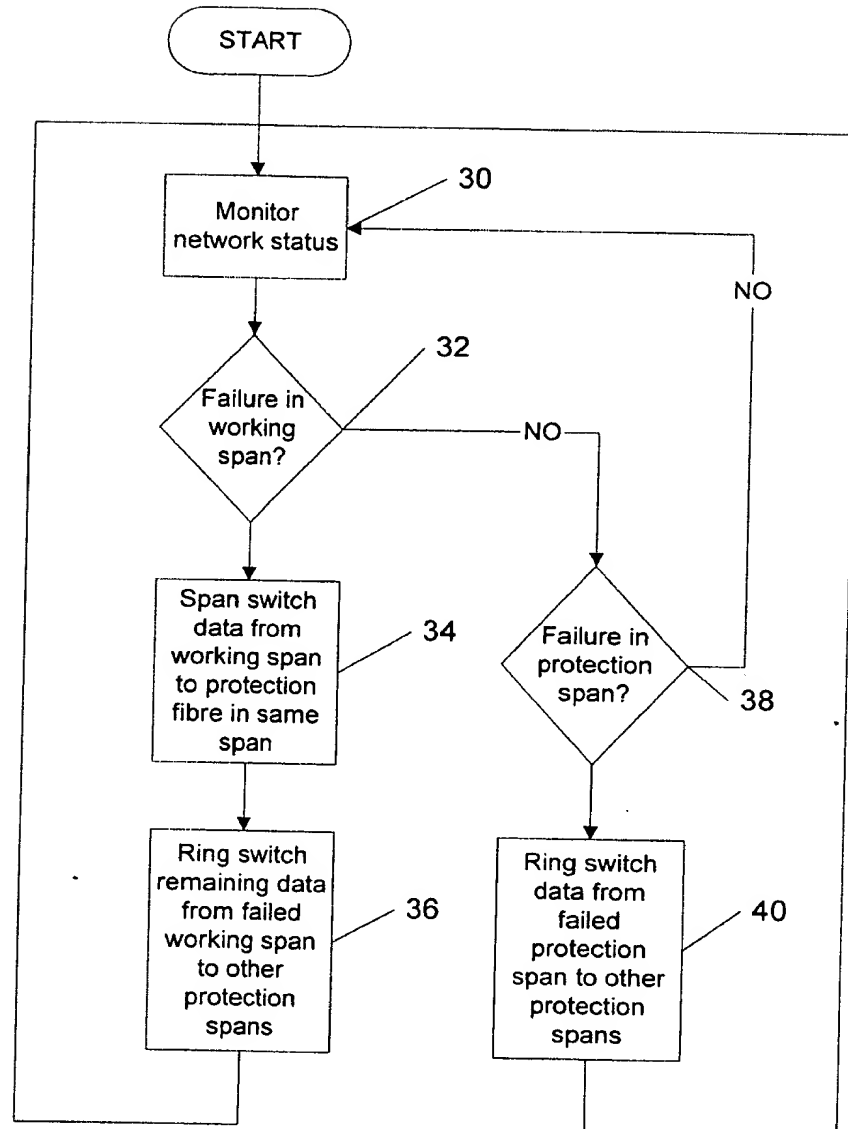 START
30
Monitor
network status
NO
32
Failure in
working
span?
NO
Span switch
data from
working span
to protection
fibre in same
span
34
Failure in
protection
span?
38
Ring switch
remaining data
from failed
working span
to other
protection
spans
36
Ring switch
data from
failed
protection
span to other
protection
spans
40